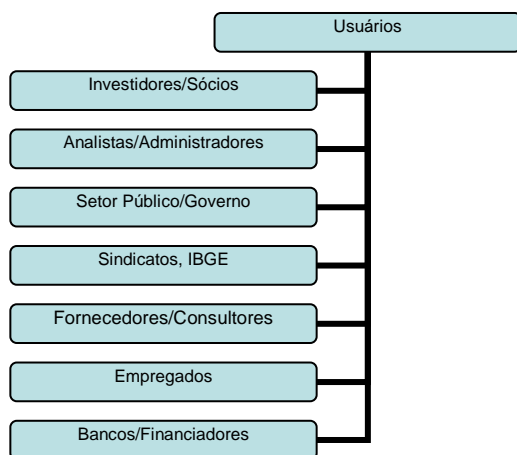 Usuários
Investidores/Sócios
Analistas/Administradores
Setor Público/Governo
Sindicatos, IBGE
Fornecedores/Consultores
Empregados
Bancos/Financiadores